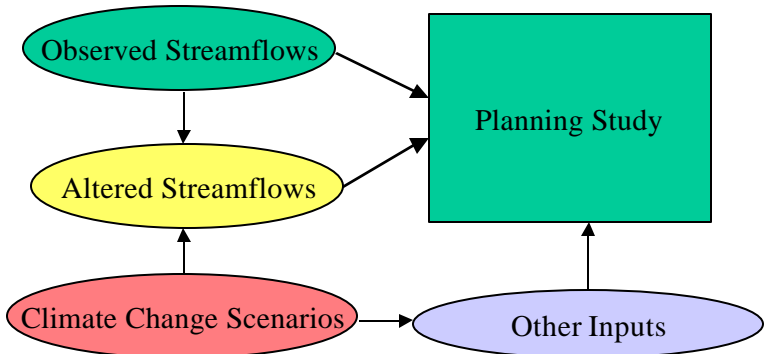 Observed Streamflows
Planning Study
Altered Streamflows
Climate Change Scenarios
Other Inputs